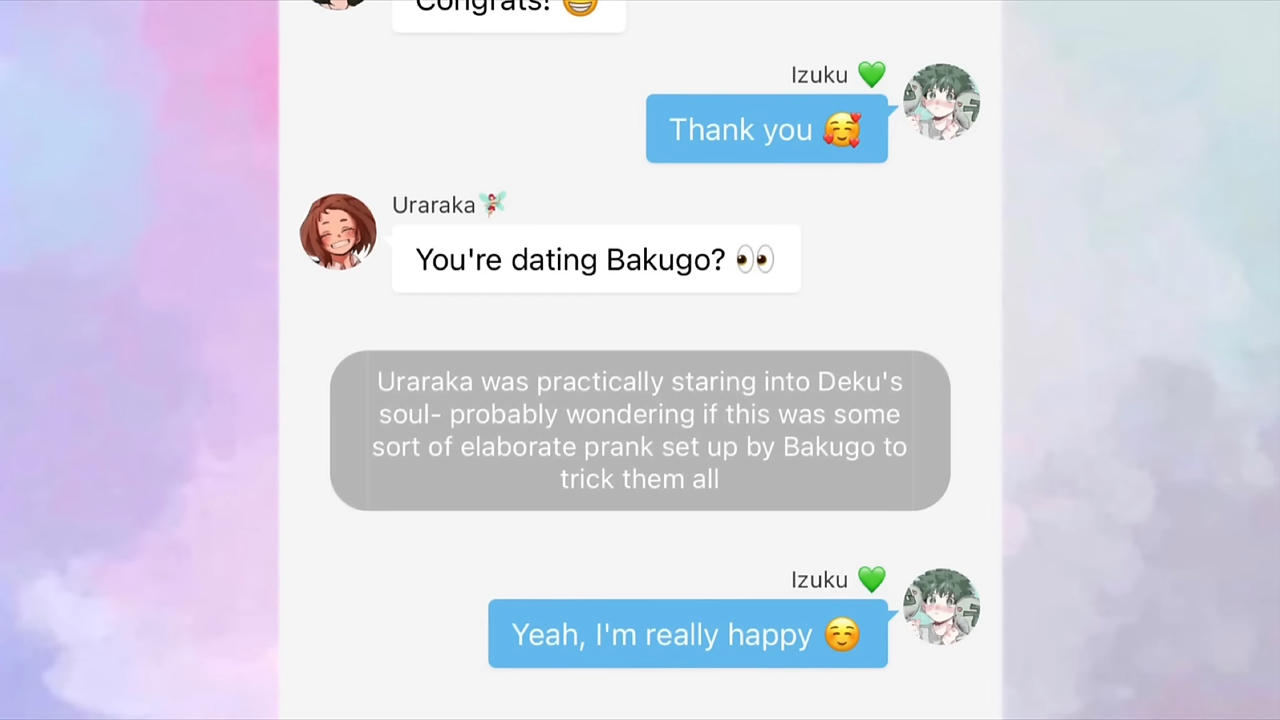 Congrats! 😁
Izuku 💚
Thank you 🥰
Uraraka🧚
You're dating Bakugo? 👀
Uraraka was practically staring into Deku's
soul- probably wondering if this was some
sort of elaborate prank set up by Bakugo to
trick them all
Izuku 💚
Yeah, I'm really happy ☺️